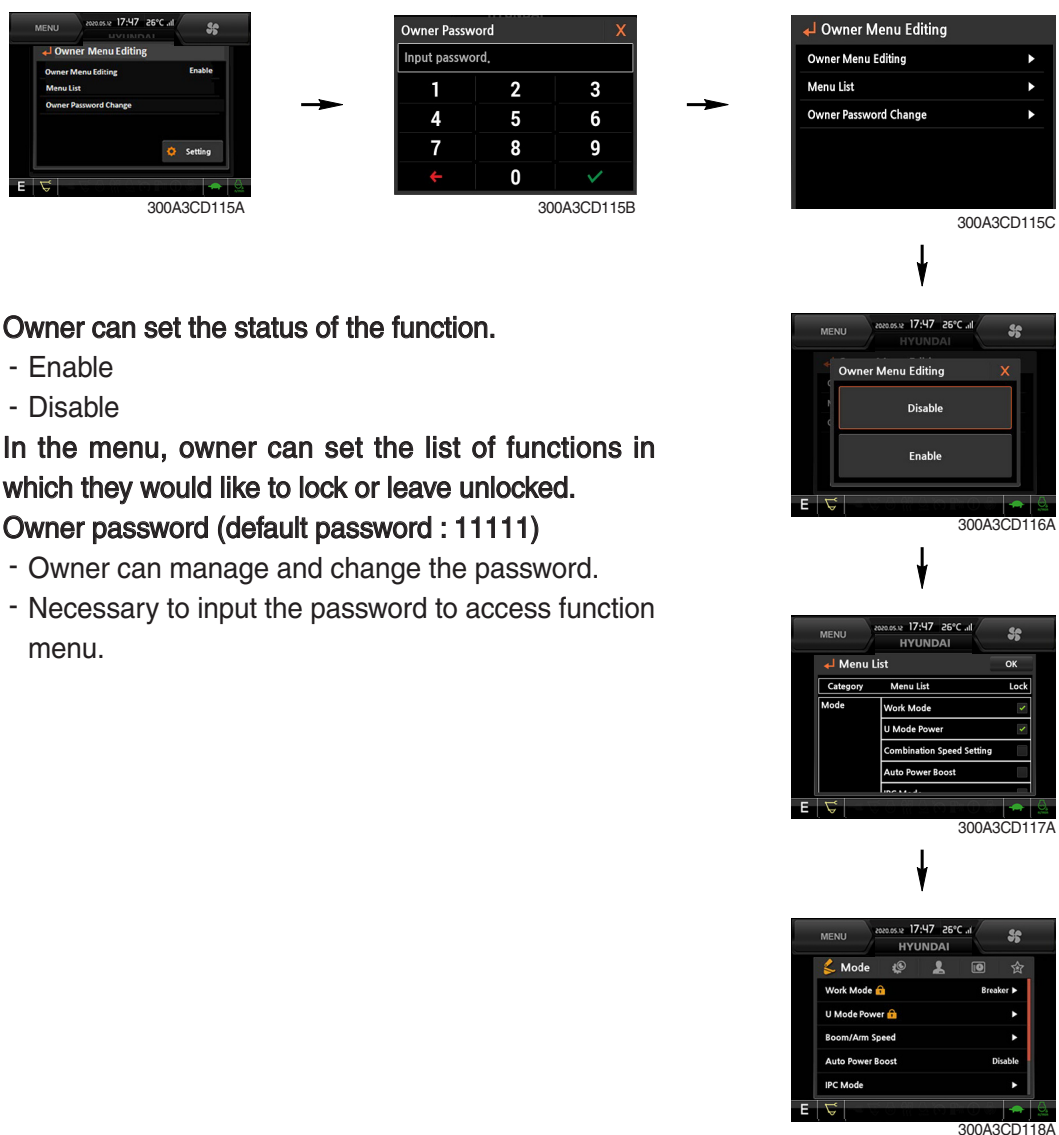 MENU 2020.05.12 17:47 26°C
HYUNDAI
Owner Menu Editing
Owner Menu Editing Enable
Menu List
Owner Password Change
Setting
E
300A3CD115A
Owner Password X
Input password.
1 2 3
4 5 6
7 8 9
0
300A3CD115B
Owner Menu Editing
Owner Menu Editing
Menu List
Owner Password Change
300A3CD115C
Owner can set the status of the function.
- Enable
- Disable
In the menu, owner can set the list of functions in
which they would like to lock or leave unlocked.
Owner password (default password : 11111)
- Owner can manage and change the password.
- Necessary to input the password to access function
menu.
MENU 2020.05.12 17:47 26°C
HYUNDAI
Owner Menu Editing X
Disable
Enable
E
300A3CD116A
MENU 2020.05.12 17:47 26°C
HYUNDAI
Menu List OK
Category Menu List Lock
Mode Work Mode
U Mode Power
Combination Speed Setting
Auto Power Boost
IPC Mode
E
300A3CD117A
MENU 2020.05.12 17:47 26°C
HYUNDAI
Mode
Work Mode Breaker
U Mode Power
Boom/Arm Speed
Auto Power Boost Disable
IPC Mode
E
300A3CD118A